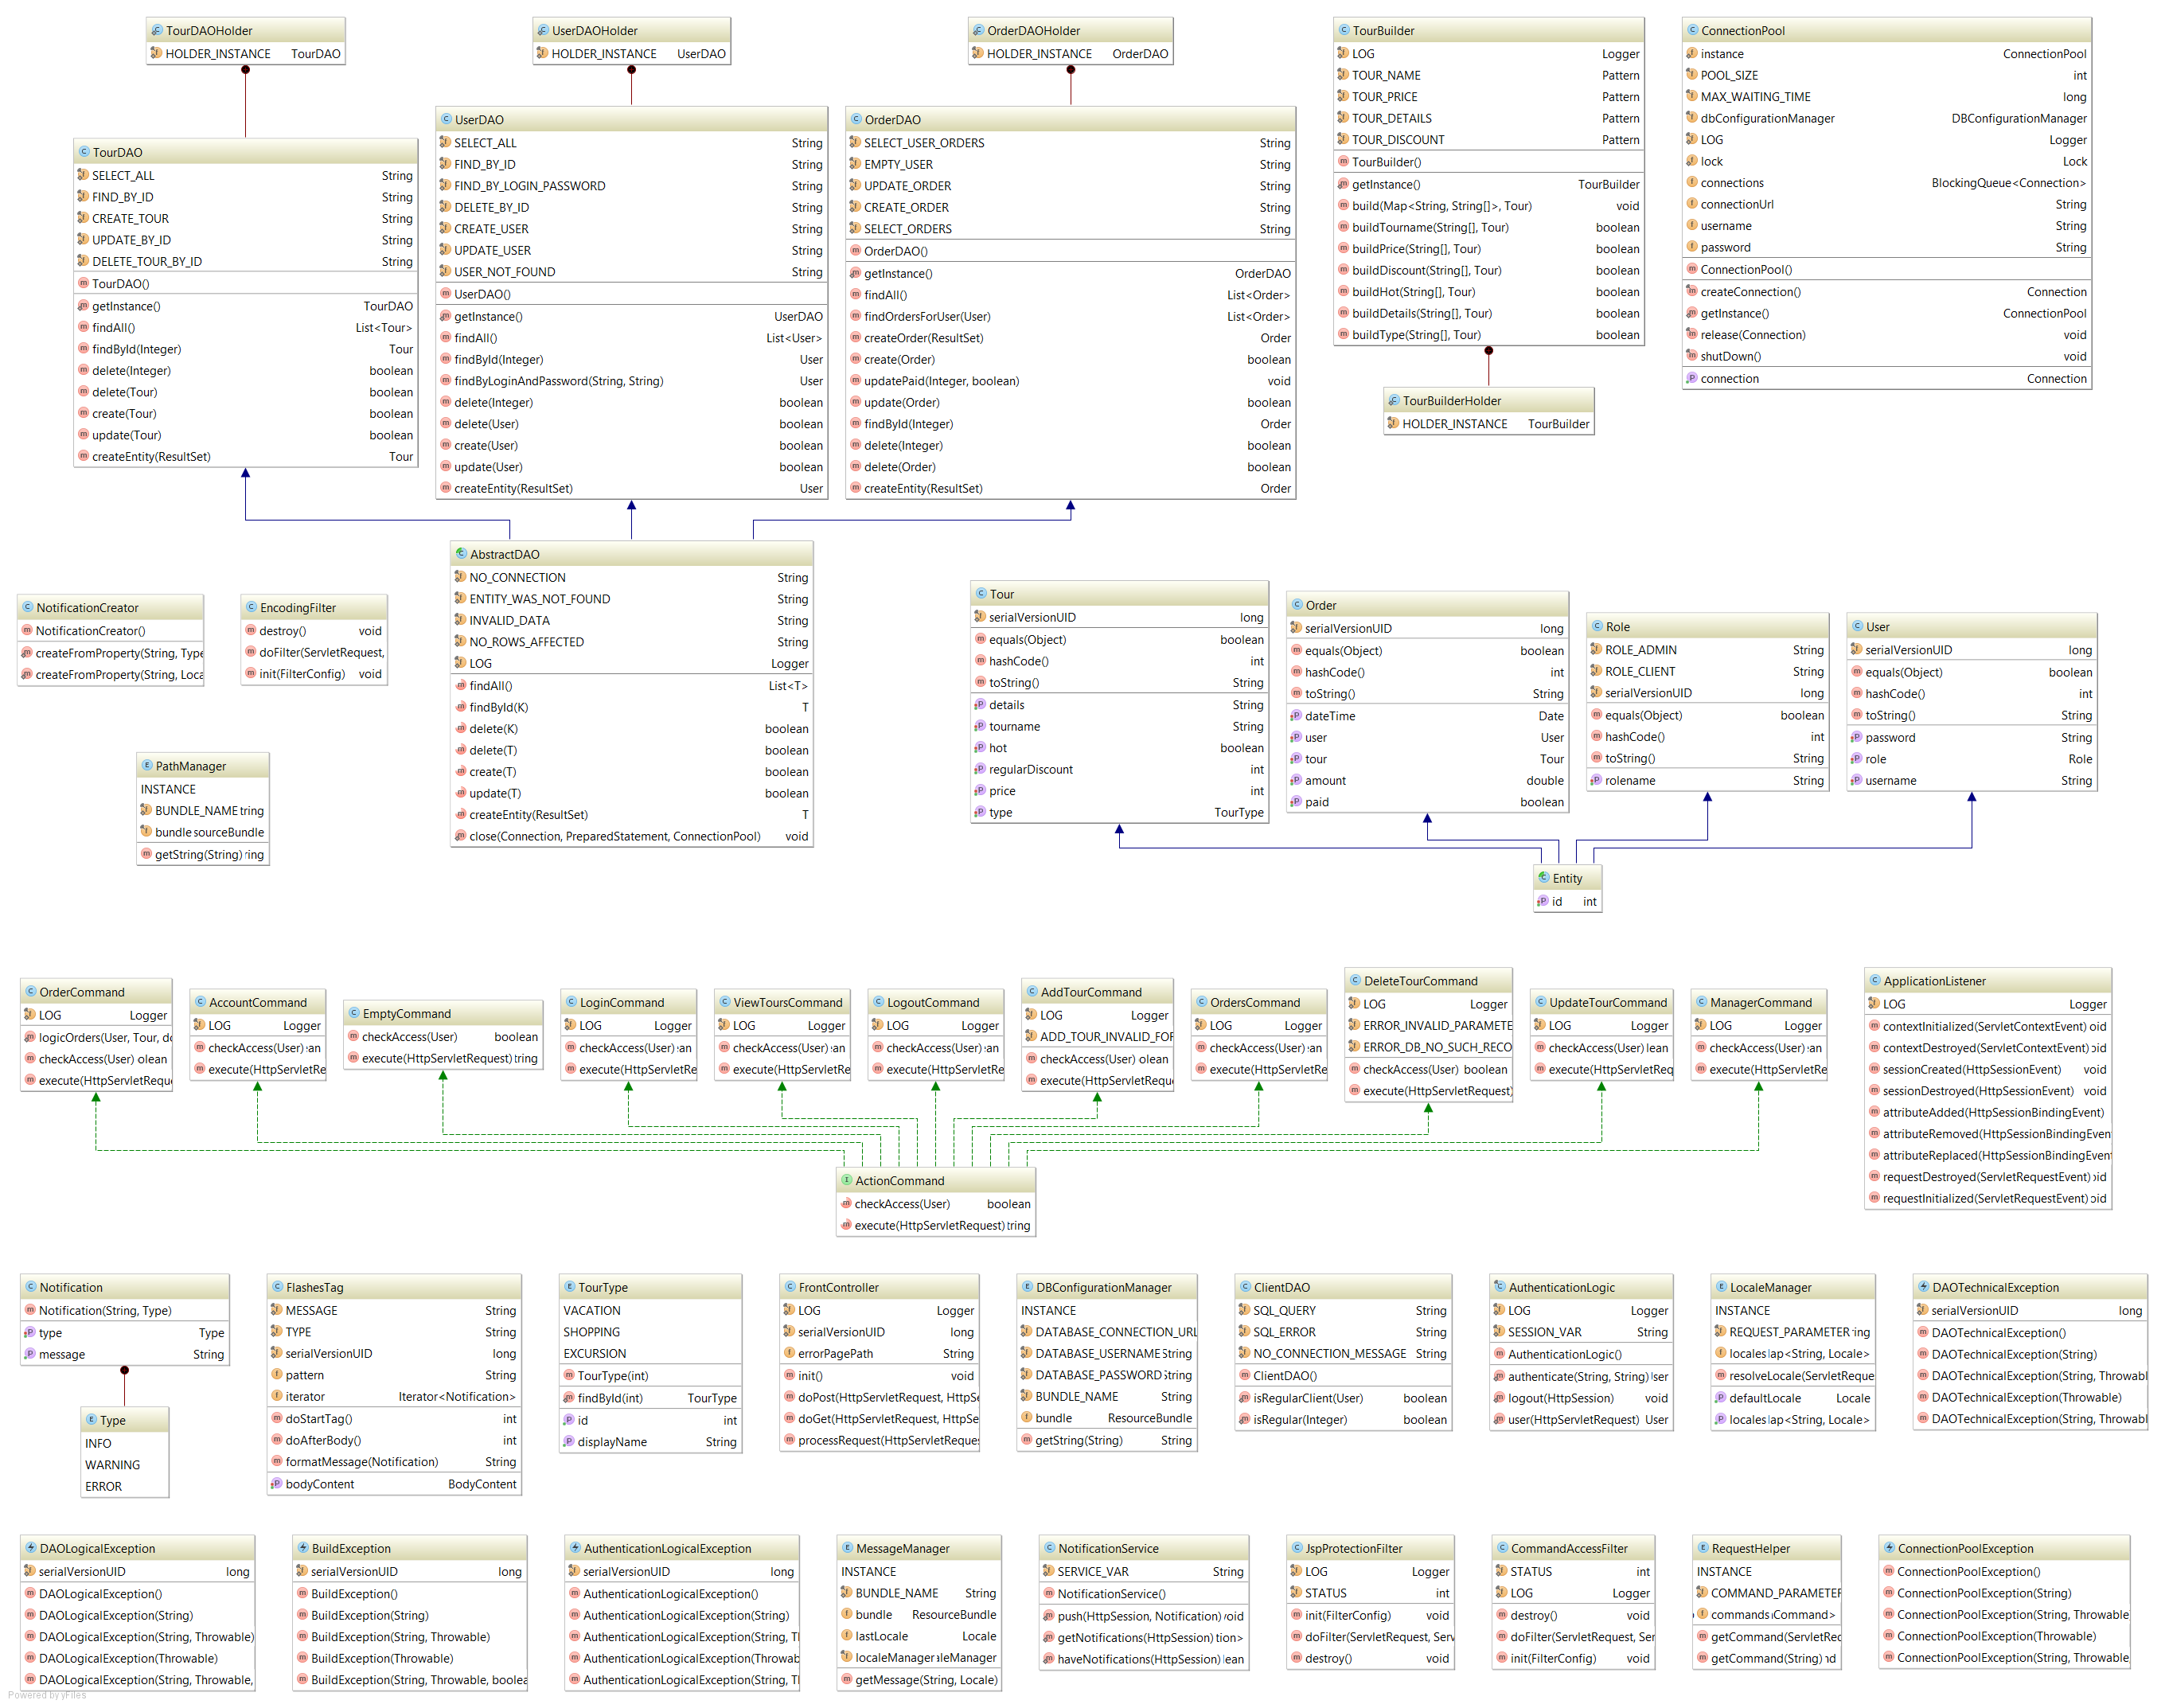 TourDAOHolder
HOLDER_INSTANCE TourDAO
UserDAOHolder
HOLDER_INSTANCE UserDAO
OrderDAOHolder
HOLDER_INSTANCE OrderDAO
TourBuilder
LOG Logger
TOUR_NAME Pattern
TOUR_PRICE Pattern
TOUR_DETAILS Pattern
TOUR_DISCOUNT Pattern
TourBuilder()
getInstance() TourBuilder
build(Map<String, String[]>, Tour) void
buildTourname(String[], Tour) boolean
buildPrice(String[], Tour) boolean
buildDiscount(String[], Tour) boolean
buildHot(String[], Tour) boolean
buildDetails(String[], Tour) boolean
buildType(String[], Tour) boolean
ConnectionPool
instance ConnectionPool
POOL_SIZE int
MAX_WAITING_TIME long
dbConfigurationManager DBConfigurationManager
LOG Logger
lock Lock
connections BlockingQueue<Connection>
connectionUrl String
username String
password String
ConnectionPool()
createConnection() Connection
getInstance() ConnectionPool
release(Connection) void
shutDown() void
connection Connection
TourDAO
SELECT_ALL String
FIND_BY_ID String
CREATE_TOUR String
UPDATE_BY_ID String
DELETE_TOUR_BY_ID String
TourDAO()
getInstance() TourDAO
findAll() List<Tour>
findById(Integer) Tour
delete(Integer) boolean
delete(Tour) boolean
create(Tour) boolean
update(Tour) boolean
createEntity(ResultSet) Tour
UserDAO
SELECT_ALL String
FIND_BY_ID String
FIND_BY_LOGIN_PASSWORD String
DELETE_BY_ID String
CREATE_USER String
UPDATE_USER String
USER_NOT_FOUND String
UserDAO()
getInstance() UserDAO
findAll() List<User>
findById(Integer) User
findByLoginAndPassword(String, String) User
delete(Integer) boolean
delete(User) boolean
create(User) boolean
update(User) boolean
createEntity(ResultSet) User
OrderDAO
SELECT_USER_ORDERS String
EMPTY_USER String
UPDATE_ORDER String
CREATE_ORDER String
SELECT_ORDERS String
OrderDAO()
getInstance() OrderDAO
findAll() List<Order>
findOrdersForUser(User) List<Order>
createOrder(ResultSet) Order
create(Order) boolean
updatePaid(Integer, boolean) void
update(Order) boolean
findById(Integer) Order
delete(Integer) boolean
delete(Order) boolean
createEntity(ResultSet) Order
TourBuilderHolder
HOLDER_INSTANCE TourBuilder
AbstractDAO
NO_CONNECTION String
ENTITY_WAS_NOT_FOUND String
INVALID_DATA String
NO_ROWS_AFFECTED String
LOG Logger
findAll() List<T>
findById(K) T
delete(K) boolean
delete(T) boolean
create(T) boolean
update(T) boolean
createEntity(ResultSet) T
close(Connection, PreparedStatement, ConnectionPool) void
NotificationCreator
NotificationCreator()
createFromProperty(String, Type
createFromProperty(String, Loca
EncodingFilter
destroy() void
doFilter(ServletRequest,
init(FilterConfig) void
PathManager
INSTANCE
BUNDLE_NAME tring
bundle sourceBundle
getString(String) ring
Tour
serialVersionUID long
equals(Object) boolean
hashCode() int
toString() String
details String
tourname String
hot boolean
regularDiscount int
price int
type TourType
Order
serialVersionUID long
equals(Object) boolean
hashCode() int
toString() String
dateTime Date
user User
tour Tour
amount double
paid boolean
Role
ROLE_ADMIN String
ROLE_CLIENT String
serialVersionUID long
equals(Object) boolean
hashCode() int
toString() String
rolename String
User
serialVersionUID long
equals(Object) boolean
hashCode() int
toString() String
password String
role Role
username String
Entity
id int
OrderCommand
LOG Logger
logicOrders(User, Tour, do
checkAccess(User) olean
execute(HttpServletReque
AccountCommand
LOG Logger
checkAccess(User) an
execute(HttpServletRe
EmptyCommand
checkAccess(User) boolean
execute(HttpServletRequest) tring
LoginCommand
LOG Logger
checkAccess(User) an
execute(HttpServletRe
ViewToursCommand
LOG Logger
checkAccess(User) an
execute(HttpServletRe
LogoutCommand
LOG Logger
checkAccess(User) an
execute(HttpServletRe
AddTourCommand
LOG Logger
ADD_TOUR_INVALID_FOR
checkAccess(User) olean
execute(HttpServletReque
OrdersCommand
LOG Logger
checkAccess(User) an
execute(HttpServletRe
DeleteTourCommand
LOG Logger
ERROR_INVALID_PARAMETE
ERROR_DB_NO_SUCH_RECO
checkAccess(User) boolean
execute(HttpServletRequest)
UpdateTourCommand
LOG Logger
checkAccess(User) lean
execute(HttpServletReq
ManagerCommand
LOG Logger
checkAccess(User) an
execute(HttpServletRe
ApplicationListener
LOG Logger
contextInitialized(ServletContextEvent) oid
contextDestroyed(ServletContextEvent) oid
sessionCreated(HttpSessionEvent) void
sessionDestroyed(HttpSessionEvent) void
attributeAdded(HttpSessionBindingEvent)
attributeRemoved(HttpSessionBindingEven
attributeReplaced(HttpSessionBindingEvent
requestDestroyed(ServletRequestEvent) oid
requestInitialized(ServletRequestEvent) oid
ActionCommand
checkAccess(User) boolean
execute(HttpServletRequest) tring
Notification
Notification(String, Type)
type Type
message String
Type
INFO
WARNING
ERROR
FlashesTag
MESSAGE String
TYPE String
serialVersionUID long
pattern String
iterator Iterator<Notification>
doStartTag() int
doAfterBody() int
formatMessage(Notification) String
bodyContent BodyContent
TourType
VACATION
SHOPPING
EXCURSION
TourType(int)
findById(int) TourType
id int
displayName String
FrontController
LOG Logger
serialVersionUID long
errorPagePath String
init() void
doPost(HttpServletRequest, HttpSe
doGet(HttpServletRequest, HttpSe
processRequest(HttpServletReques
DBConfigurationManager
INSTANCE
DATABASE_CONNECTION_URL
DATABASE_USERNAME String
DATABASE_PASSWORD String
BUNDLE_NAME String
bundle ResourceBundle
getString(String) String
ClientDAO
SQL_QUERY String
SQL_ERROR String
NO_CONNECTION_MESSAGE String
ClientDAO()
isRegularClient(User) boolean
isRegular(Integer) boolean
AuthenticationLogic
LOG Logger
SESSION_VAR String
AuthenticationLogic()
authenticate(String, String) Iser
logout(HttpSession) void
user(HttpServletRequest) User
LocaleManager
INSTANCE
REQUEST_PARAMETER ing
locales ap<String, Locale>
resolveLocale(ServletReque
defaultLocale Locale
locales ap<String, Locale>
DAOTechnicalException
serialVersionUID long
DAOTechnicalException()
DAOTechnicalException(String)
DAOTechnicalException(String, Throwabl
DAOTechnicalException(Throwable)
DAOTechnicalException(String, Throwabl
DAOLogicalException
serialVersionUID long
DAOLogicalException()
DAOLogicalException(String)
DAOLogicalException(String, Throwable)
DAOLogicalException(Throwable)
DAOLogicalException(String, Throwable,
BuildException
serialVersionUID long
BuildException()
BuildException(String)
BuildException(String, Throwable)
BuildException(Throwable)
BuildException(String, Throwable, boolea
AuthenticationLogicalException
serialVersionUID long
AuthenticationLogicalException()
AuthenticationLogicalException(String)
AuthenticationLogicalException(String, Tl
AuthenticationLogicalException(Throwab
AuthenticationLogicalException(String, Tl
MessageManager
INSTANCE
BUNDLE_NAME String
bundle ResourceBundle
lastLocale Locale
localeManager leManager
getMessage(String, Locale)
NotificationService
SERVICE_VAR String
NotificationService()
push(HttpSession, Notification) void
getNotifications(HttpSession) tion>
haveNotifications(HttpSession) lean
JspProtectionFilter
LOG Logger
STATUS int
init(FilterConfig) void
doFilter(ServletRequest, Serv
destroy() void
CommandAccessFilter
STATUS int
LOG Logger
destroy() void
doFilter(ServletRequest, Ser
init(FilterConfig) void
RequestHelper
INSTANCE
COMMAND_PARAMETER
commands Command>
getCommand(ServletRec
getCommand(String) nd
ConnectionPoolException
ConnectionPoolException()
ConnectionPoolException(String)
ConnectionPoolException(String, Throwable
ConnectionPoolException(Throwable)
ConnectionPoolException(String, Throwable
Powered by yFiles